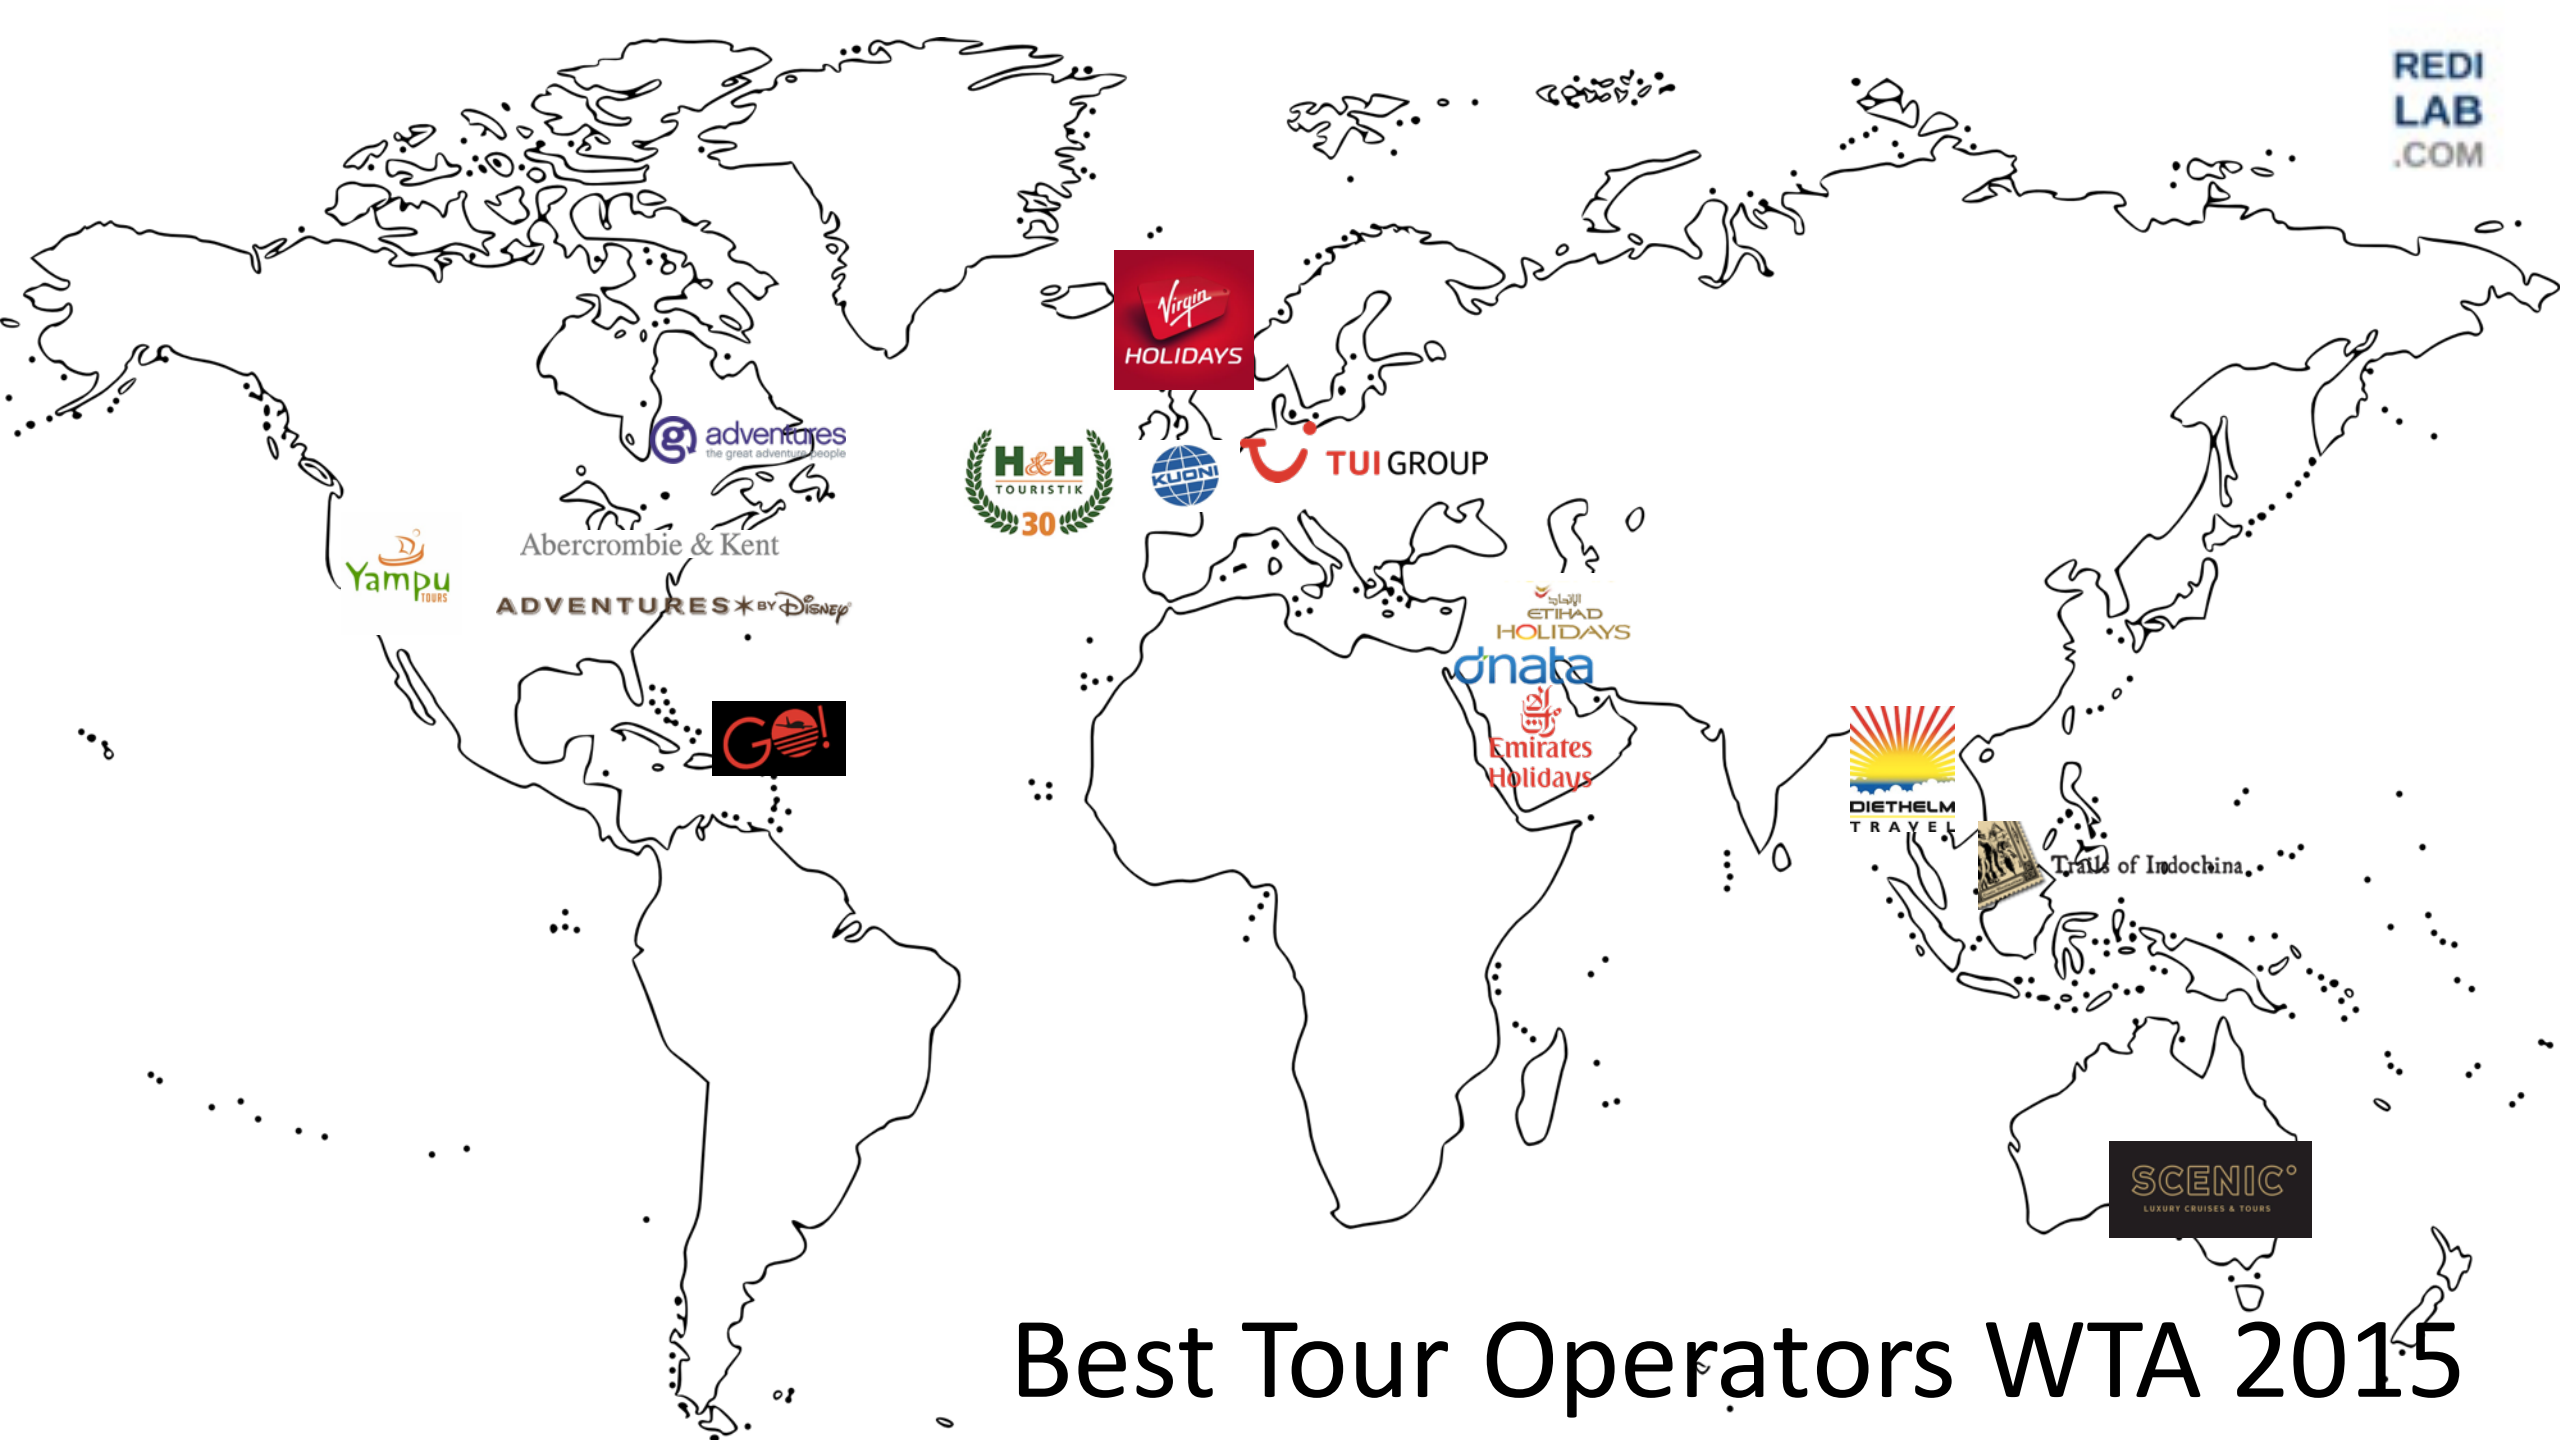 REDI
LAB
.COM
Virgin
HOLIDAYS
g adventures
the great adventure people
H&H
TOURISTIK
30
KUONI
TUI GROUP
Yampu
TOURS
Abercrombie & Kent
ADVENTURES BY Disney
الإتحاد
ETIHAD
HOLIDAYS
dnata
GO!
Emirates
Holidays
DIETHELM
TRAVEL
Trails of Indochina
SCENIC
LUXURY CRUISES & TOURS
Best Tour Operators WTA 2015